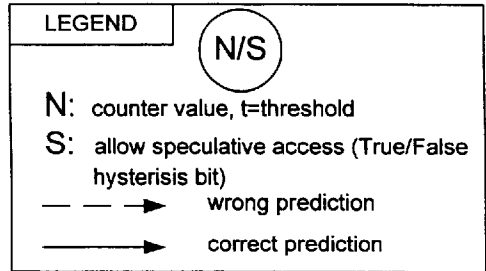 LEGEND
N/S
N: counter value, t=threshold
S: allow speculative access (True/False
hysterisis bit)
wrong prediction
correct prediction